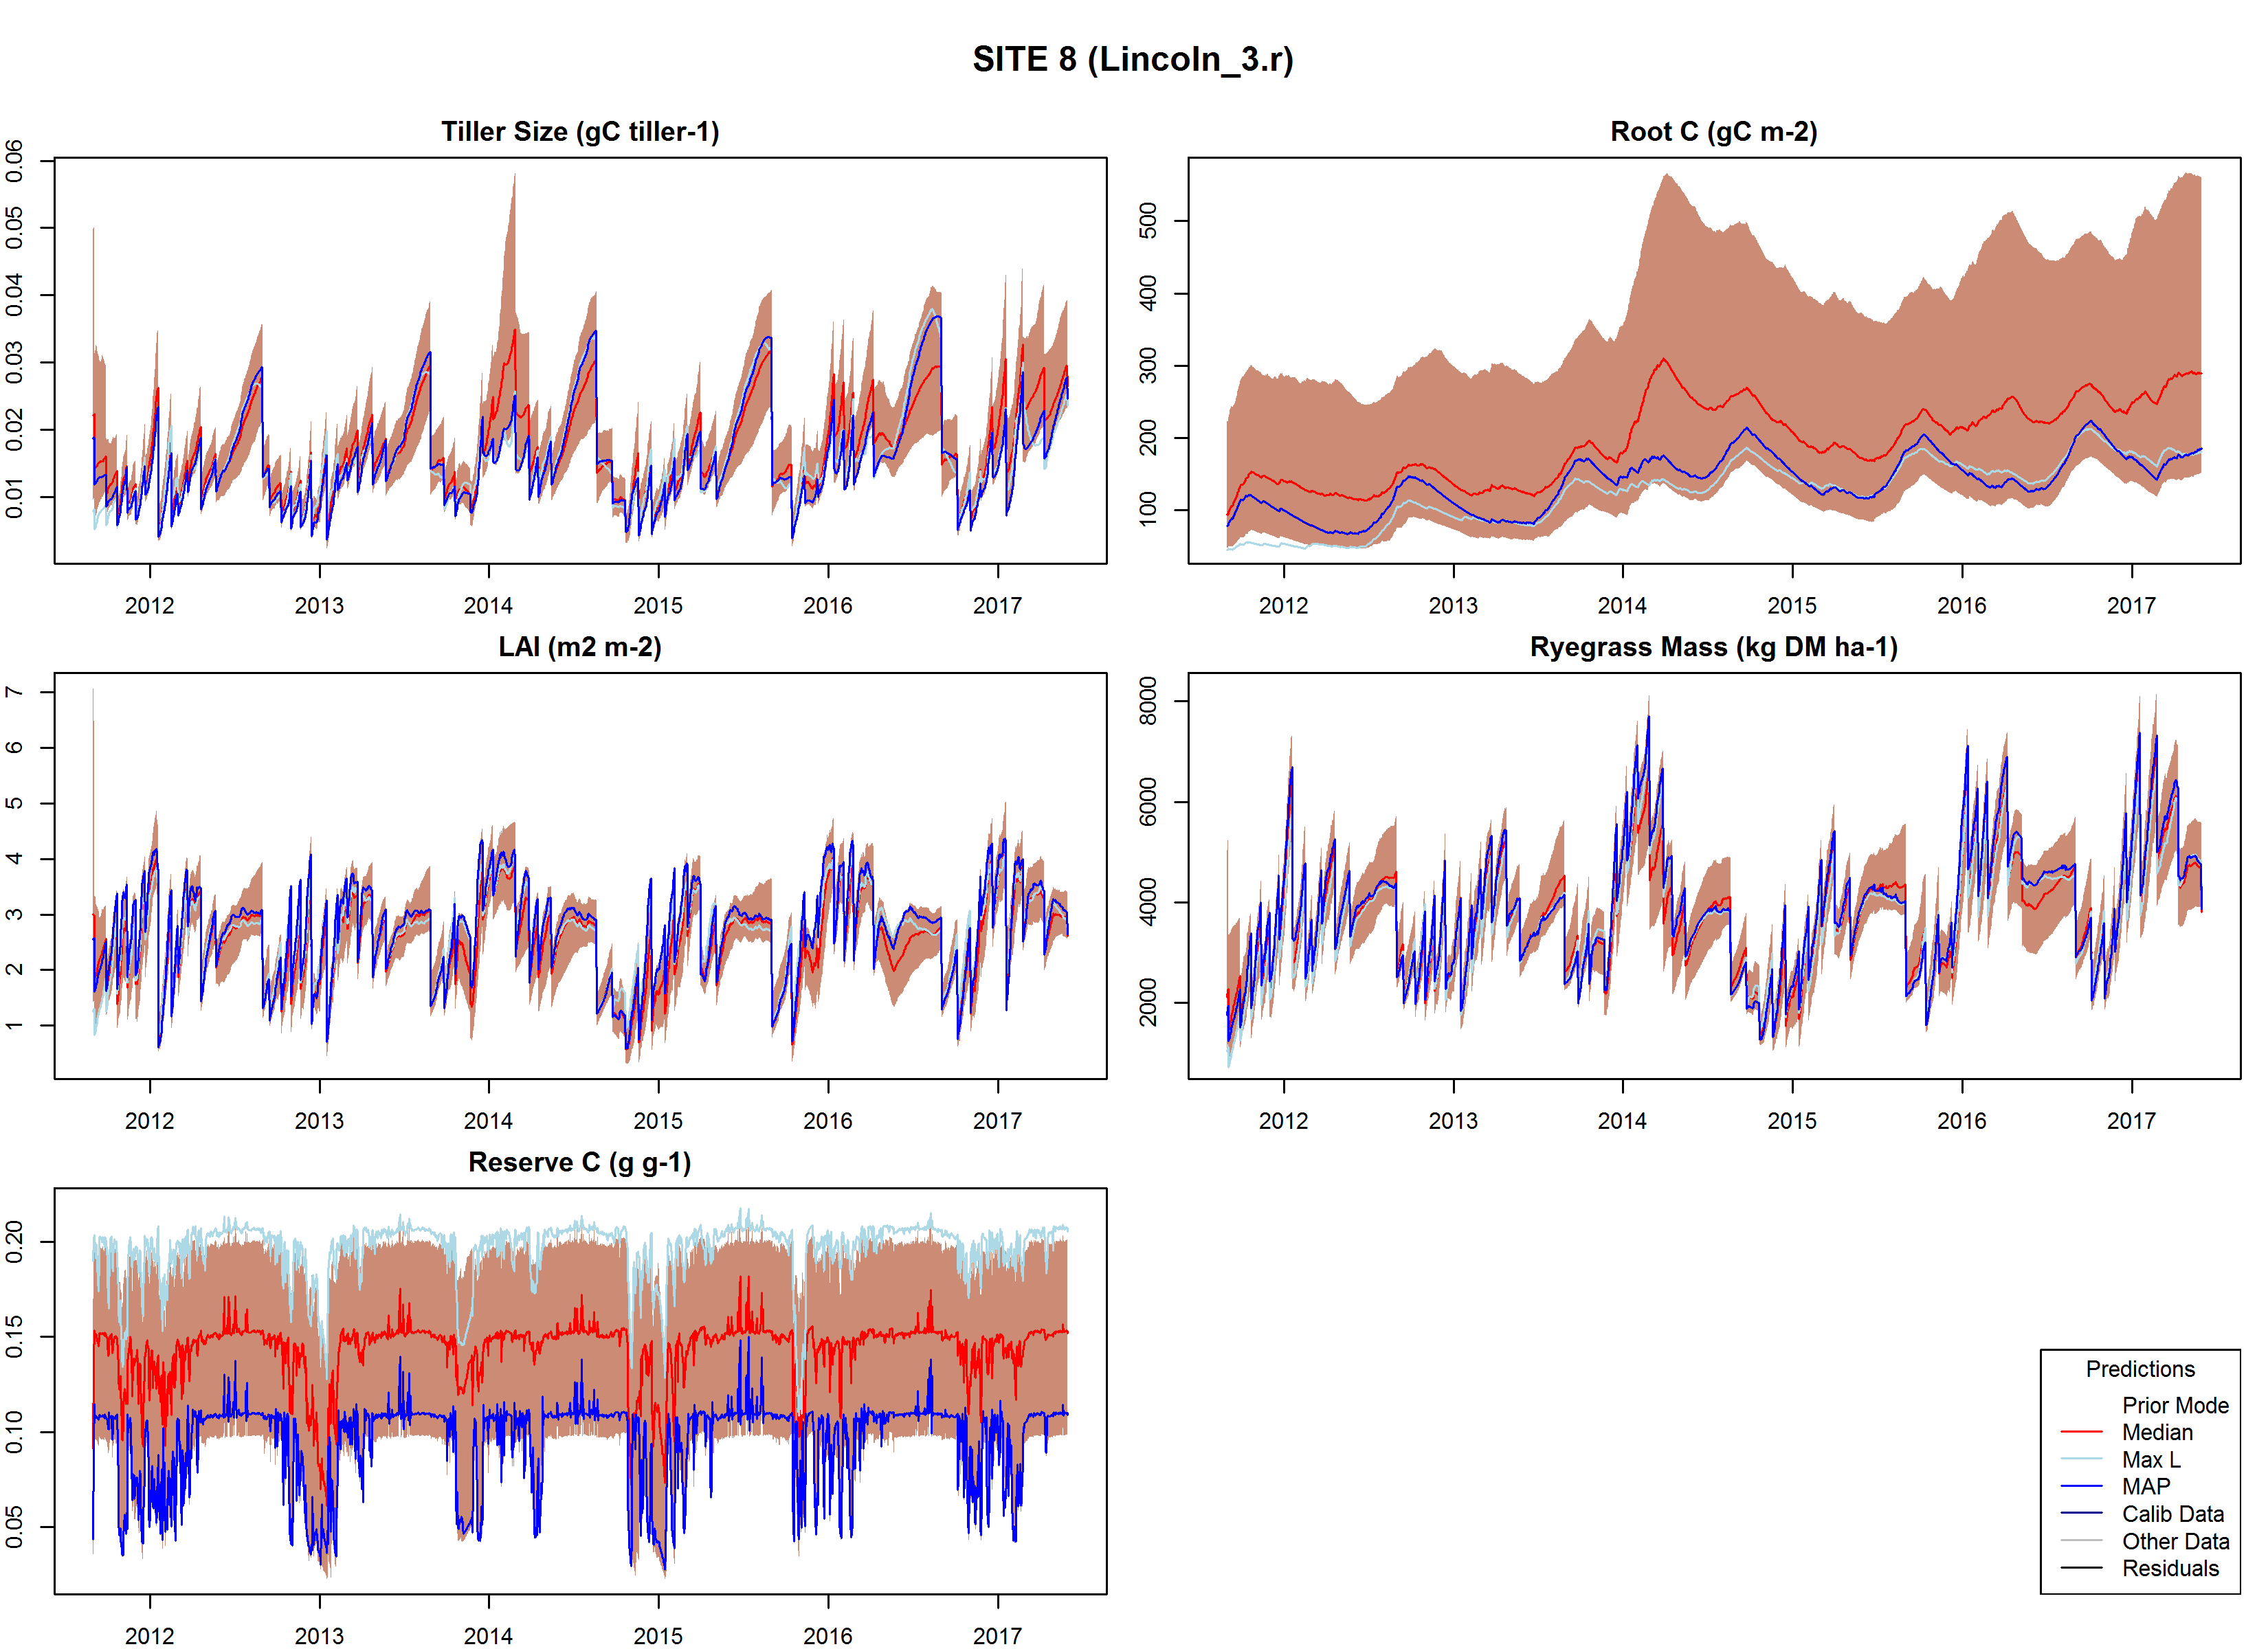 SITE 8 (Lincoln_3.r)
Tiller Size (gC tiller-1)
0.06
0.05
0.04
0.03
0.02
0.01
2012 2013 2014 2015 2016 2017
Root C (gC m-2)
500
400
300
200
100
2012 2013 2014 2015 2016 2017
LAI (m2 m-2)
7
6
5
4
3
2
1
2012 2013 2014 2015 2016 2017
Ryegrass Mass (kg DM ha-1)
8000
6000
4000
2000
2012 2013 2014 2015 2016 2017
Reserve C (g g-1)
0.20
0.15
0.10
0.05
2012 2013 2014 2015 2016 2017
Predictions
Prior Mode
Median
Max L
MAP
Calib Data
Other Data
Residuals